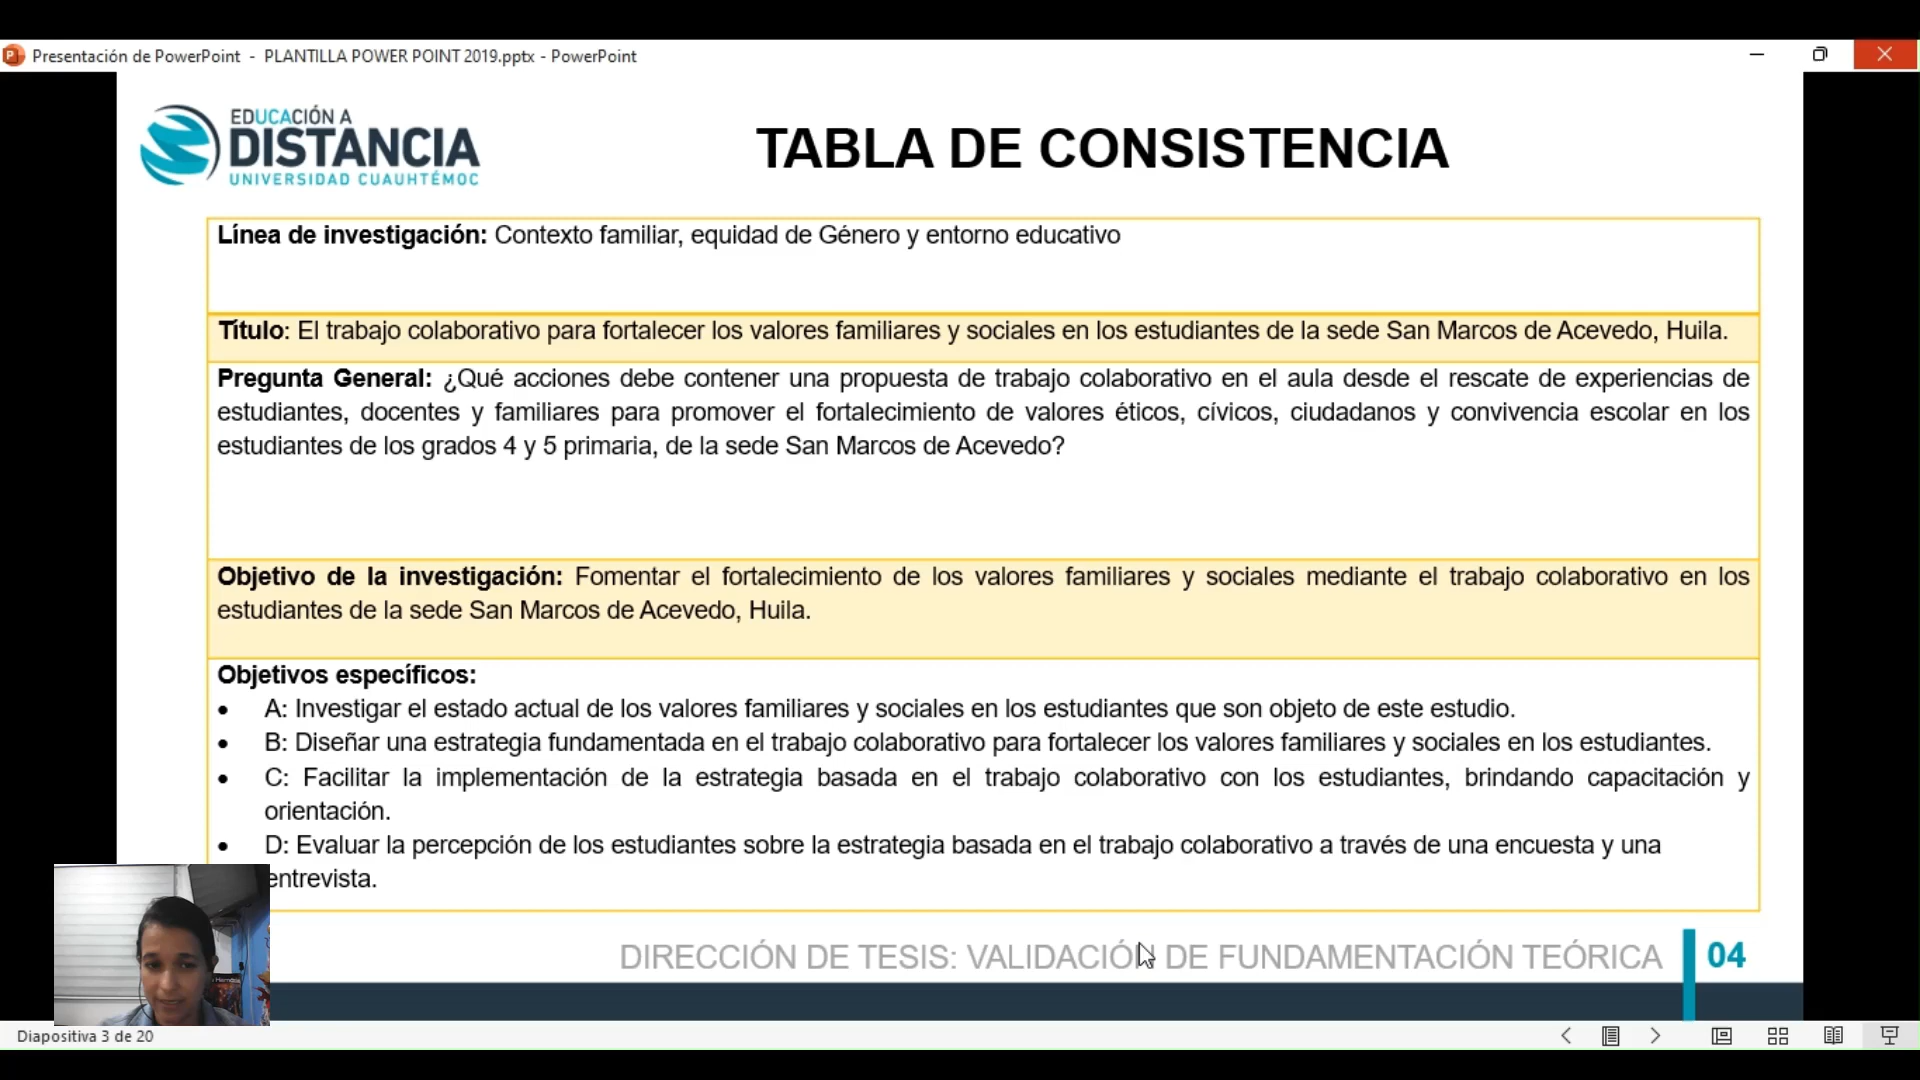 Presentación de PowerPoint - PLANTILLA POWER POINT 2019.pptx - PowerPoint
EDUCACIÓN A
DISTANCIA
UNIVERSIDAD CUAUHTÉMOC
TABLA DE CONSISTENCIA
Línea de investigación: Contexto familiar, equidad de Género y entorno educativo
Título: El trabajo colaborativo para fortalecer los valores familiares y sociales en los estudiantes de la sede San Marcos de Acevedo, Huila.
Pregunta General: ¿Qué acciones debe contener una propuesta de trabajo colaborativo en el aula desde el rescate de experiencias de
estudiantes, docentes y familiares para promover el fortalecimiento de valores éticos, cívicos, ciudadanos y convivencia escolar en los
estudiantes de los grados 4 y 5 primaria, de la sede San Marcos de Acevedo?
Objetivo de la investigación: Fomentar el fortalecimiento de los valores familiares y sociales mediante el trabajo colaborativo en los
estudiantes de la sede San Marcos de Acevedo, Huila.
Objetivos específicos:
• A: Investigar el estado actual de los valores familiares y sociales en los estudiantes que son objeto de este estudio.
• B: Diseñar una estrategia fundamentada en el trabajo colaborativo para fortalecer los valores familiares y sociales en los estudiantes.
• C: Facilitar la implementación de la estrategia basada en el trabajo colaborativo con los estudiantes, brindando capacitación y
orientación.
• D: Evaluar la percepción de los estudiantes sobre la estrategia basada en el trabajo colaborativo a través de una encuesta y una
entrevista.
DIRECCIÓN DE TESIS: VALIDACIÓN DE FUNDAMENTACIÓN TEÓRICA
04
Diapositiva 3 de 20